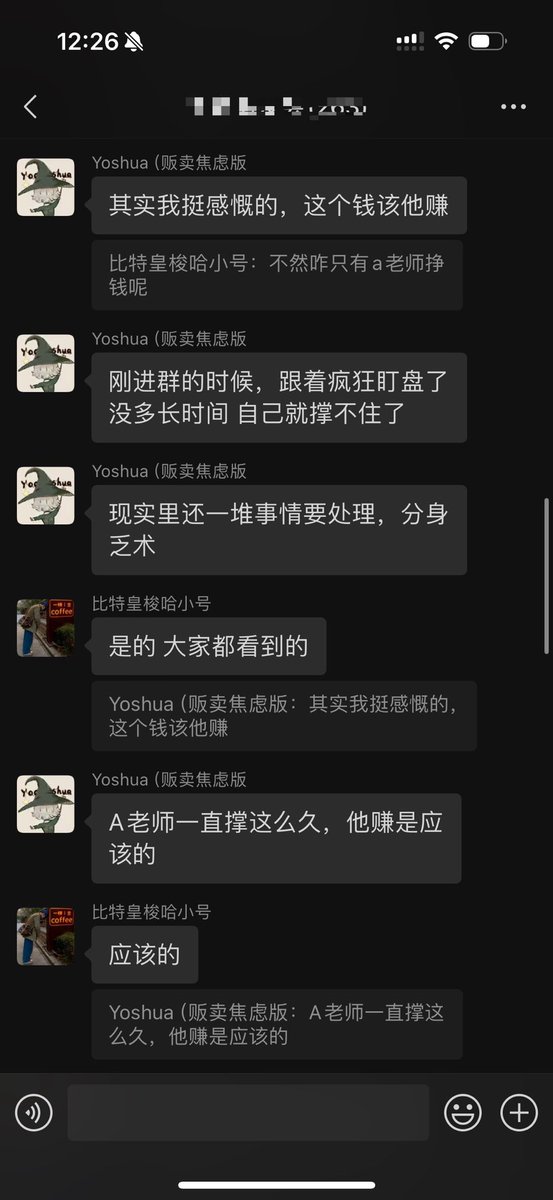 12:26
Yoshua (贩卖焦虑版
其实我挺感慨的，这个钱该他赚
比特皇梭哈小号：不然咋只有a老师挣
钱呢
Yoshua (贩卖焦虑版
刚进群的时候，跟着疯狂盯盘了
没多长时间 自己就撑不住了
Yoshua (贩卖焦虑版
现实里还一堆事情要处理，分身
乏术
比特皇梭哈小号
是的 大家都看到的
Yoshua (贩卖焦虑版：其实我挺感慨的，
这个钱该他赚
Yoshua (贩卖焦虑版
A老师一直撑这么久，他赚是应
该的
比特皇梭哈小号
应该的
Yoshua (贩卖焦虑版：A老师一直撑这
么久，他赚是应该的